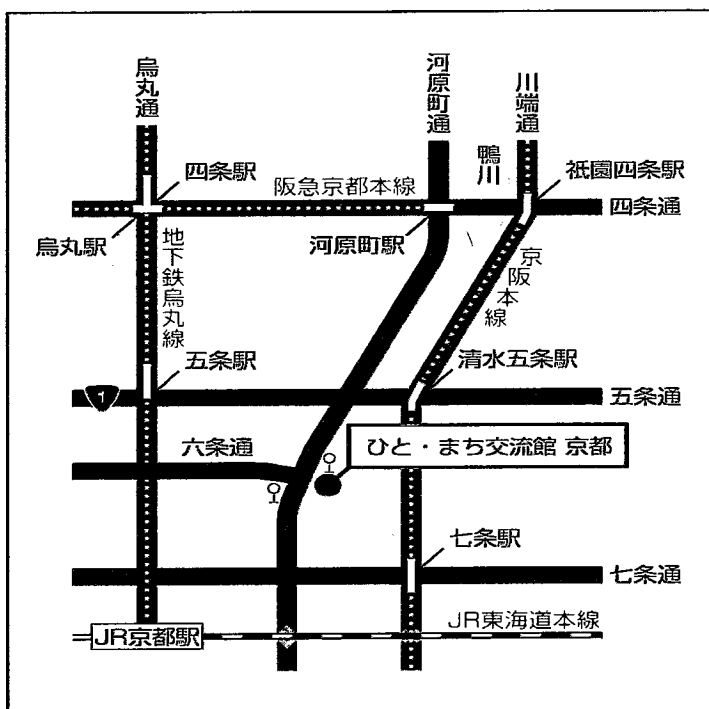 烏丸通
河原町通
川端通
鴨川
四条駅
阪急京都本線
祇園四条駅
四条通
烏丸駅
地下鉄烏丸線
河原町駅
京阪本線
五条駅
清水五条駅
1
五条通
六条通
ひと・まち交流館 京都
七条駅
七条通
JR京都駅
JR東海道本線